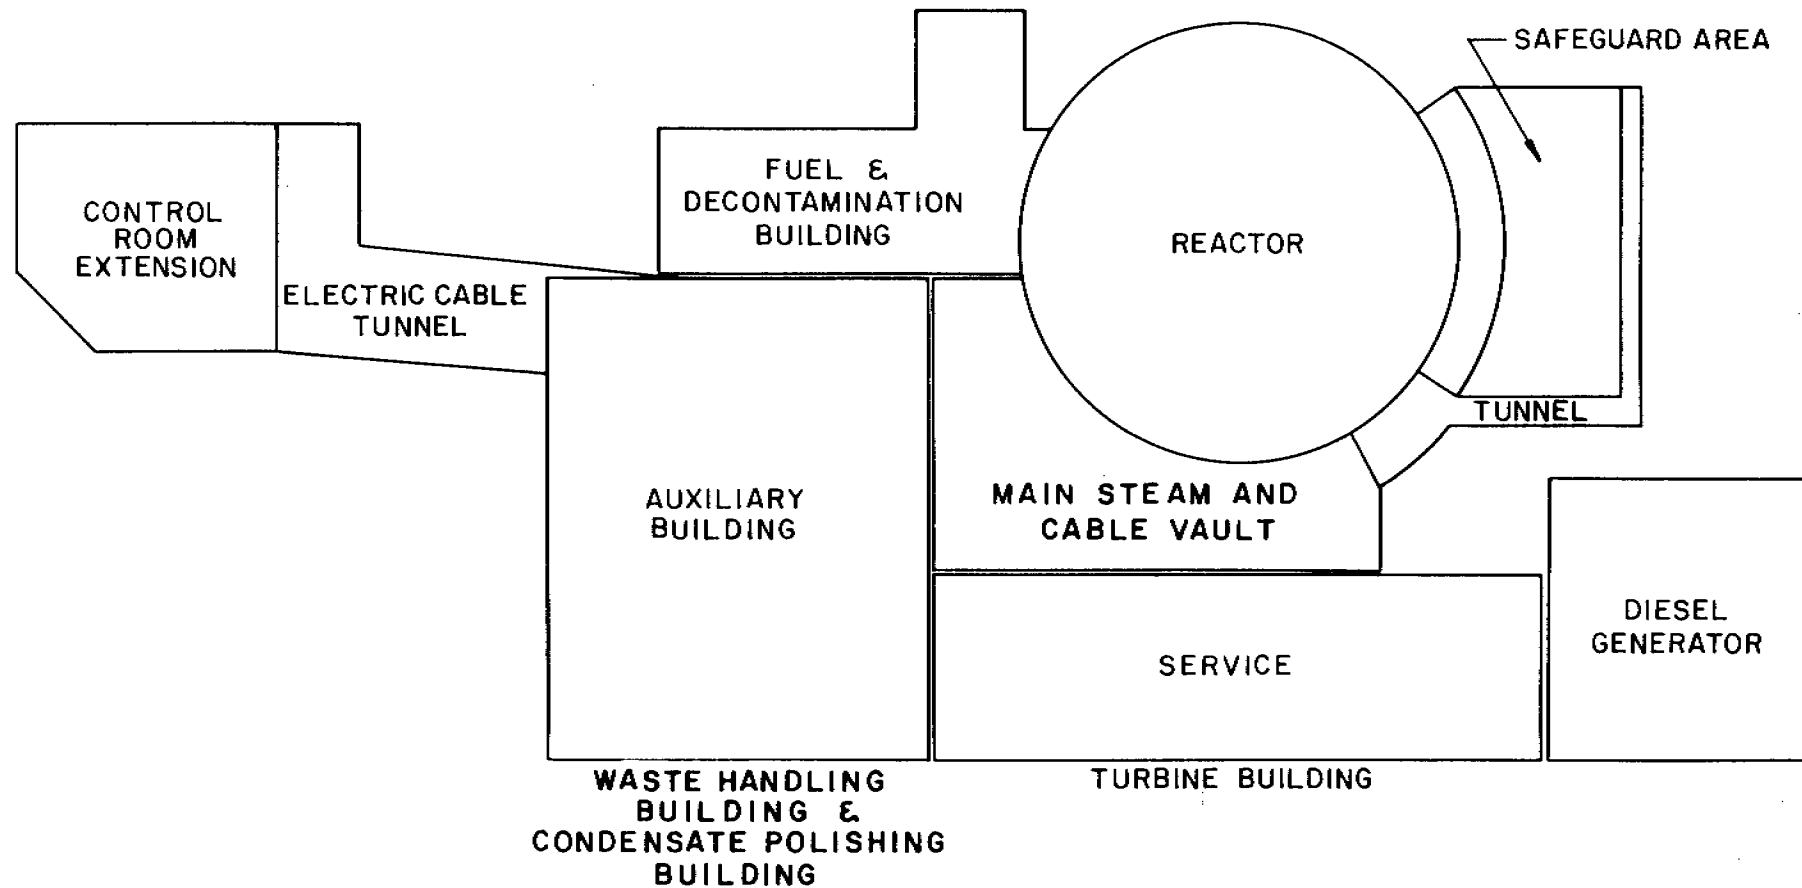 SAFEGUARD AREA
CONTROL
ROOM
EXTENSION
ELECTRIC CABLE
TUNNEL
FUEL &
DECONTAMINATION
BUILDING
REACTOR
TUNNEL
AUXILIARY
BUILDING
MAIN STEAM AND
CABLE VAULT
SERVICE
DIESEL
GENERATOR
WASTE HANDLING
BUILDING &
CONDENSATE POLISHING
BUILDING
TURBINE BUILDING